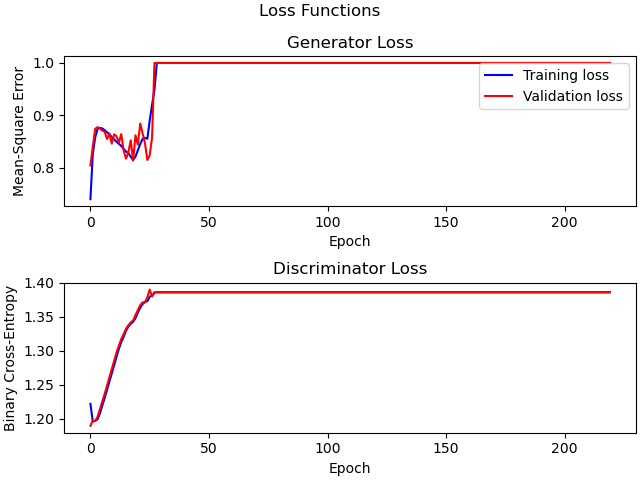 Loss Functions
Generator Loss
Mean-Square Error
1.0
0.9
0.8
Training loss
Validation loss
0
50
100
150
200
Epoch
Discriminator Loss
Binary Cross-Entropy
1.40
1.35
1.30
1.25
1.20
0
50
100
150
200
Epoch